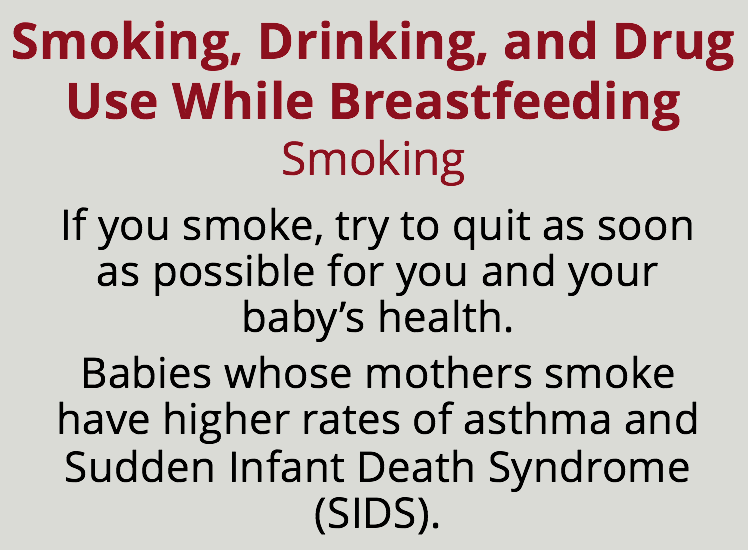 Smoking, Drinking, and Drug
Use While Breastfeeding
Smoking
If you smoke, try to quit as soon
as possible for you and your
baby’s health.
Babies whose mothers smoke
have higher rates of asthma and
Sudden Infant Death Syndrome
(SIDS).